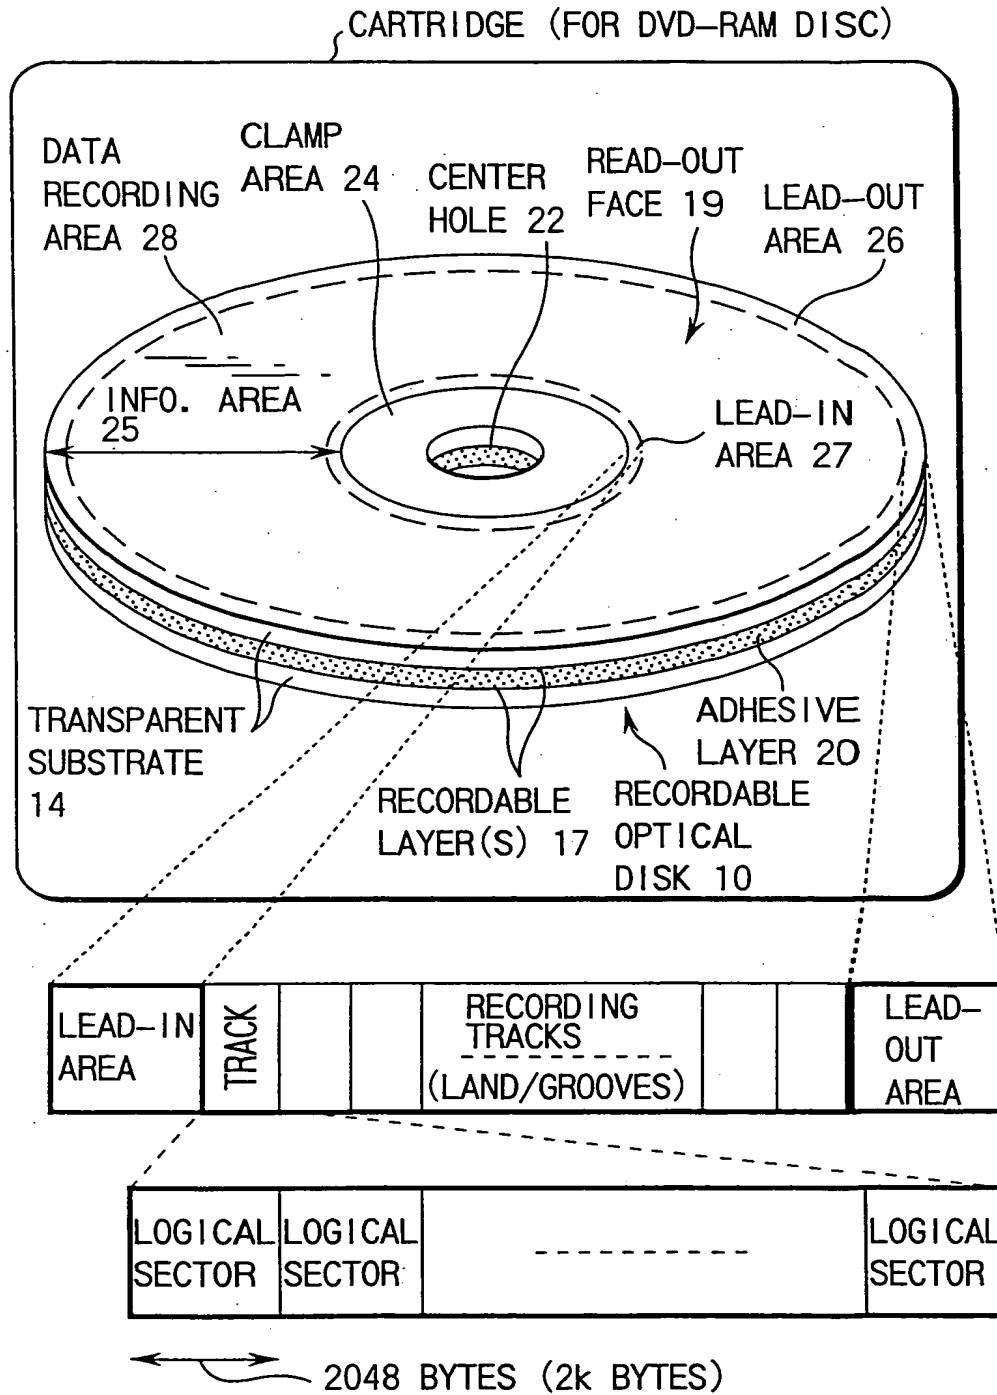 CARTRIDGE (FOR DVD-RAM DISC)
DATA
RECORDING
AREA 28
CLAMP
AREA 24
CENTER
HOLE 22
READ-OUT
FACE 19
LEAD-OUT
AREA 26
INFO. AREA
25
LEAD-IN
AREA 27
TRANSPARENT
SUBSTRATE
14
RECORDABLE
LAYER(S) 17
ADHESIVE
LAYER 20
RECORDABLE
OPTICAL
DISK 10
LEAD-IN
AREA
TRACK
RECORDING
TRACKS
(LAND/GROOVES)
LEAD-
OUT
AREA
LOGICAL
SECTOR
LOGICAL
SECTOR
LOGICAL
SECTOR
2048 BYTES (2k BYTES)